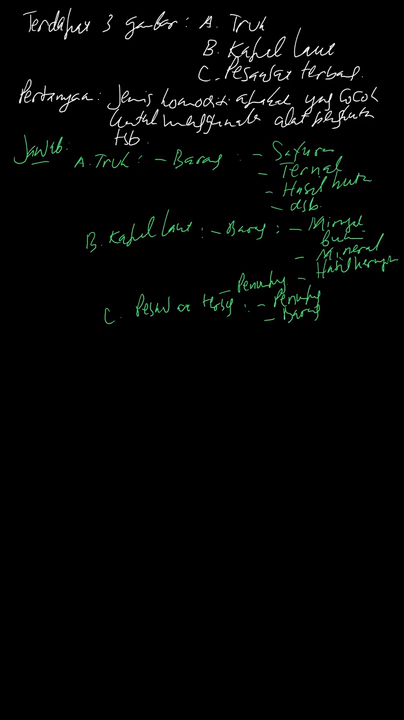 Terdapat 3 gambar : A. Truk
B. Kapal laut
C. Pesawat terbang.
Pertanyaan : Jenis komoditi apakah yang cocok
untuk menggunakan alat angkutan
tsb
Jawab:
A. Truk : - Barang : - Sayuran
- Ternak
- Hasil hutan
- dsb.
B. Kapal laut : - Barang : - Minyak
bumi
- Mineral
- Hasil kerajinan
- Penumpang
C. Pesawat terbang : - Penumpang
- Barang